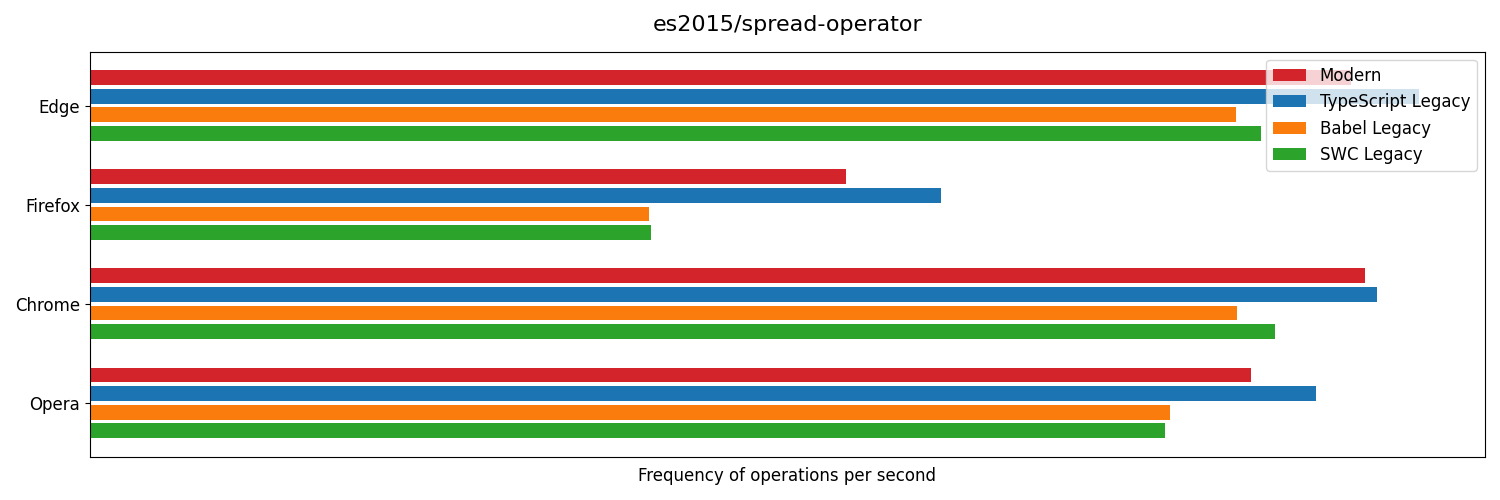 es2015/spread-operator
Modern
TypeScript Legacy
Babel Legacy
SWC Legacy
Edge
Firefox
Chrome
Opera
Frequency of operations per second